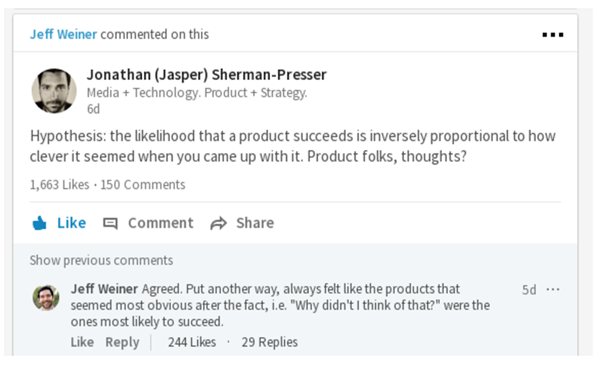 Jeff Weiner commented on this
Jonathan (Jasper) Sherman-Presser
Media + Technology. Product + Strategy.
6d
Hypothesis: the likelihood that a product succeeds is inversely proportional to how
clever it seemed when you came up with it. Product folks, thoughts?
1,663 Likes · 150 Comments
Like Comment Share
Show previous comments
Jeff Weiner Agreed. Put another way, always felt like the products that 5d
seemed most obvious after the fact, i.e. "Why didn't I think of that?" were the
ones most likely to succeed.
Like Reply 244 Likes · 29 Replies